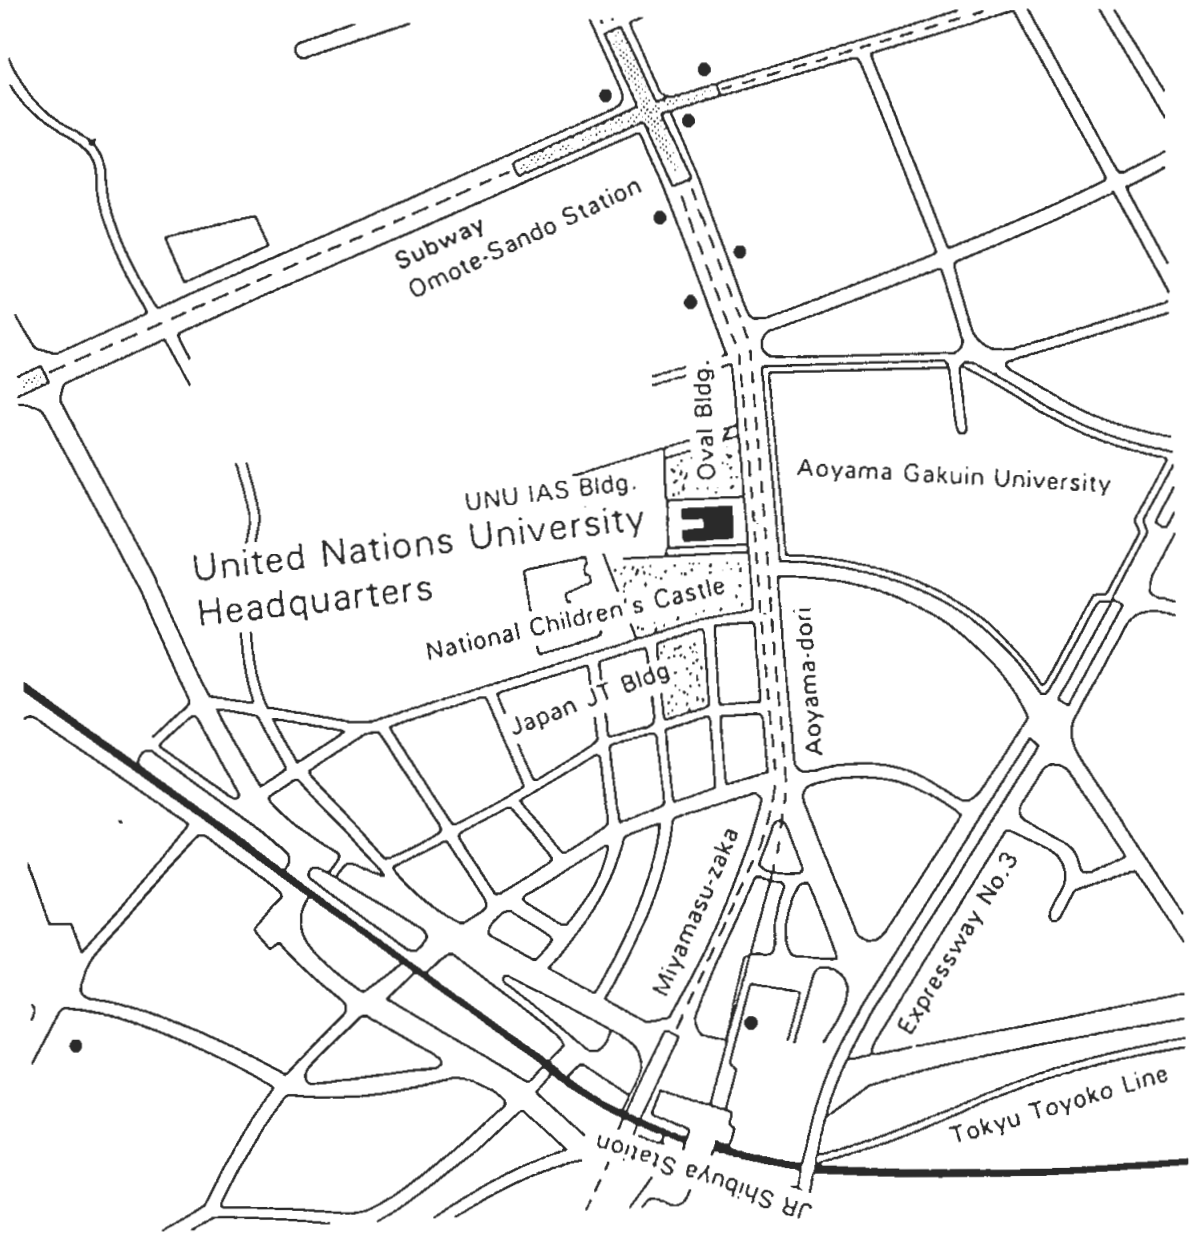 Subway
Omote-Sando Station
Oval Bldg.
Aoyama Gakuin University
UNU IAS Bldg.
United Nations University
Headquarters
National Children's Castle
Japan JT Bldg.
Aoyama-dori
Miyamasu-zaka
Expressway No.3
Tokyu Toyoko Line
JR Shibuya Station